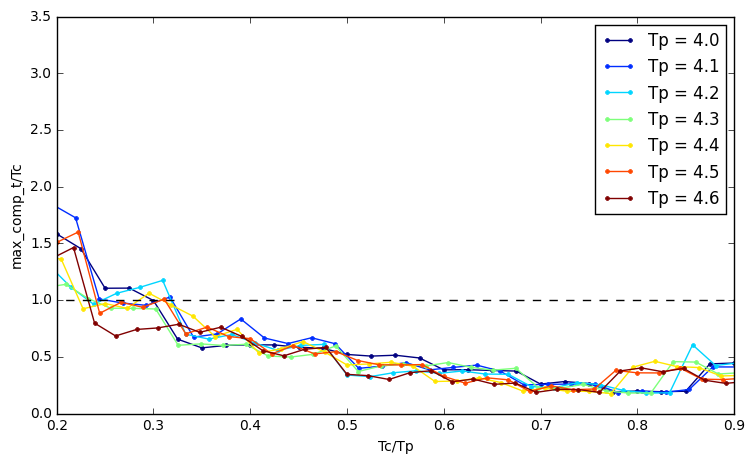 3.5
3.0
2.5
2.0
1.5
1.0
0.5
0.0
max_comp_t/Tc
0.2 0.3 0.4 0.5 0.6 0.7 0.8 0.9
Tc/Tp
Tp = 4.0
Tp = 4.1
Tp = 4.2
Tp = 4.3
Tp = 4.4
Tp = 4.5
Tp = 4.6